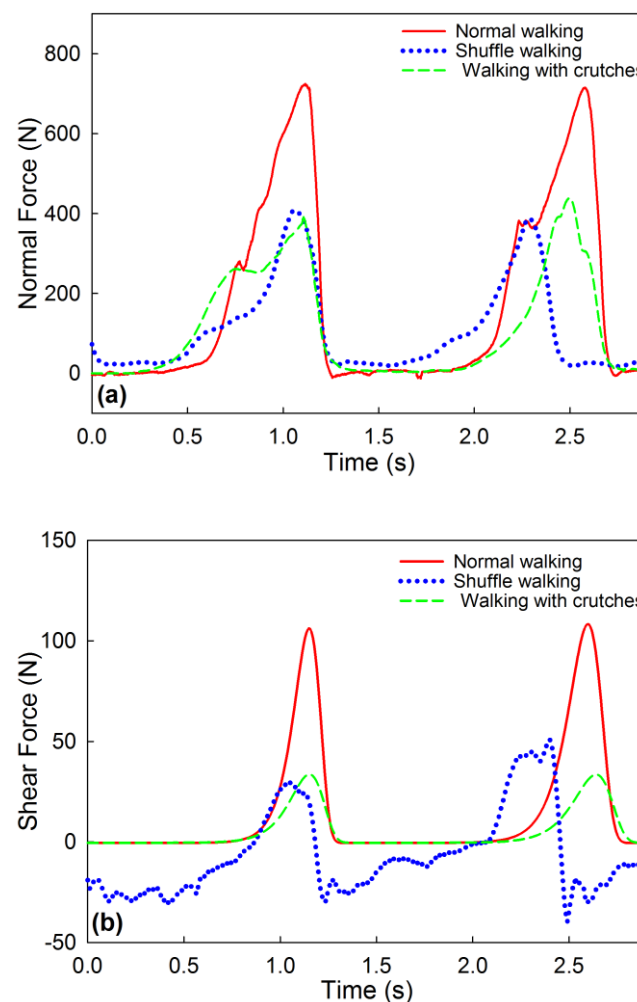 Normal walking
Shuffle walking
Walking with crutches
800
600
400
200
0
Normal Force (N)
(a)
0.0 0.5 1.0 1.5 2.0 2.5
Time (s)
150
100
50
0
-50
Shear Force (N)
Normal walking
Shuffle walking
Walking with crutches
(b)
0.0 0.5 1.0 1.5 2.0 2.5
Time (s)